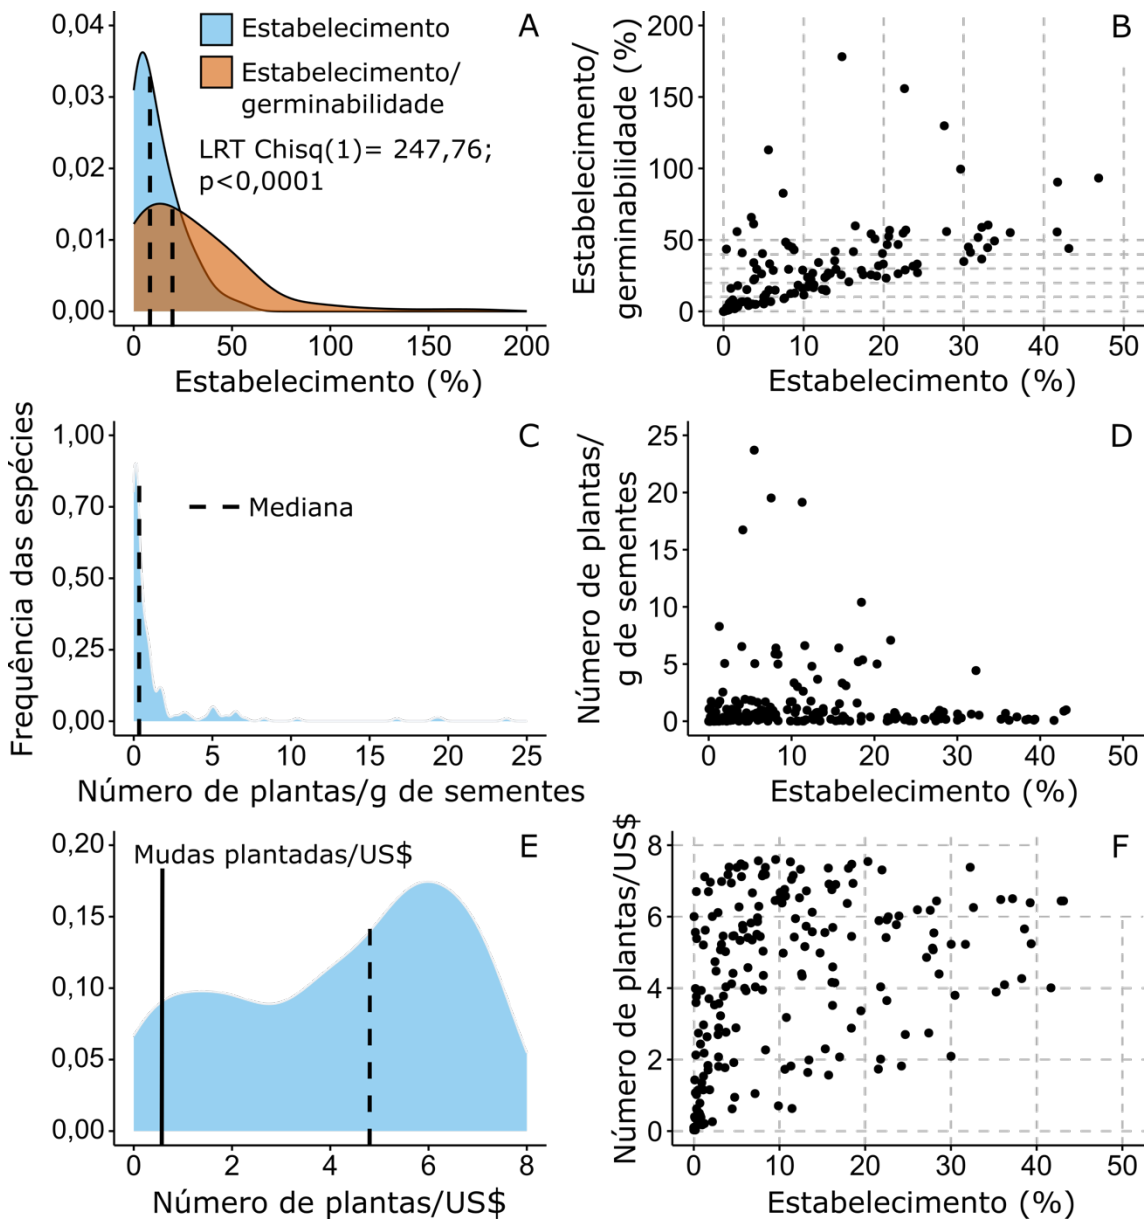 A
0,04
0,03
0,02
0,01
0,00
Estabelecimento
Estabelecimento/
germinabilidade
LRT Chisq(1)= 247,76;
p<0,0001
0 50 100 150 200
Estabelecimento (%)
B
Estabelecimento/
germinabilidade (%)
200
150
100
50
0
0 10 20 30 40 50
Estabelecimento (%)
Frequência das espécies
C
1,00
0,70
0,50
0,25
0,00
Mediana
0 5 10 15 20 25
Número de plantas/g de sementes
D
Número de plantas/
g de sementes
25
20
15
10
5
0
0 10 20 30 40 50
Estabelecimento (%)
E
0,20
0,15
0,10
0,05
0,00
Mudas plantadas/US$
0 2 4 6 8
Número de plantas/US$
F
Número de plantas/US$
8
6
4
2
0
0 10 20 30 40 50
Estabelecimento (%)